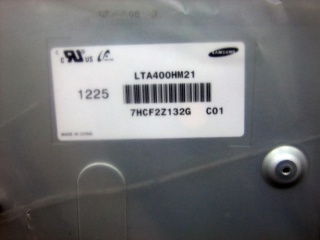 SAMSUNG
LTA400HM21
1225
7HCF2Z132G C01
MADE IN CHINA